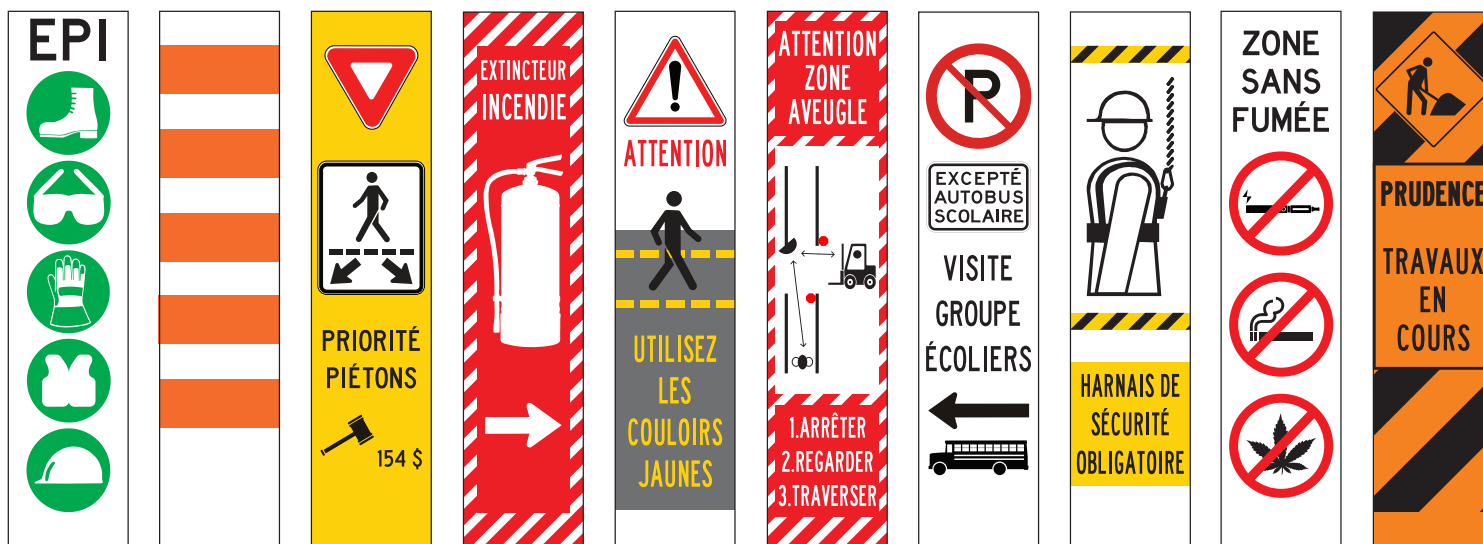 EPI
PRIORITÉ
PIÉTONS
154 $
EXTINCTEUR
INCENDIE
ATTENTION
UTILISEZ
LES
COULOIRS
JAUNES
ATTENTION
ZONE
AVEUGLE
1.ARRÊTER
2.REGARDER
3.TRAVERSER
P
EXCEPTÉ
AUTOBUS
SCOLAIRE
VISITE
GROUPE
ÉCOLIERS
HARNAIS DE
SÉCURITÉ
OBLIGATOIRE
ZONE
SANS
FUMÉE
PRUDENCE
TRAVAUX
EN
COURS